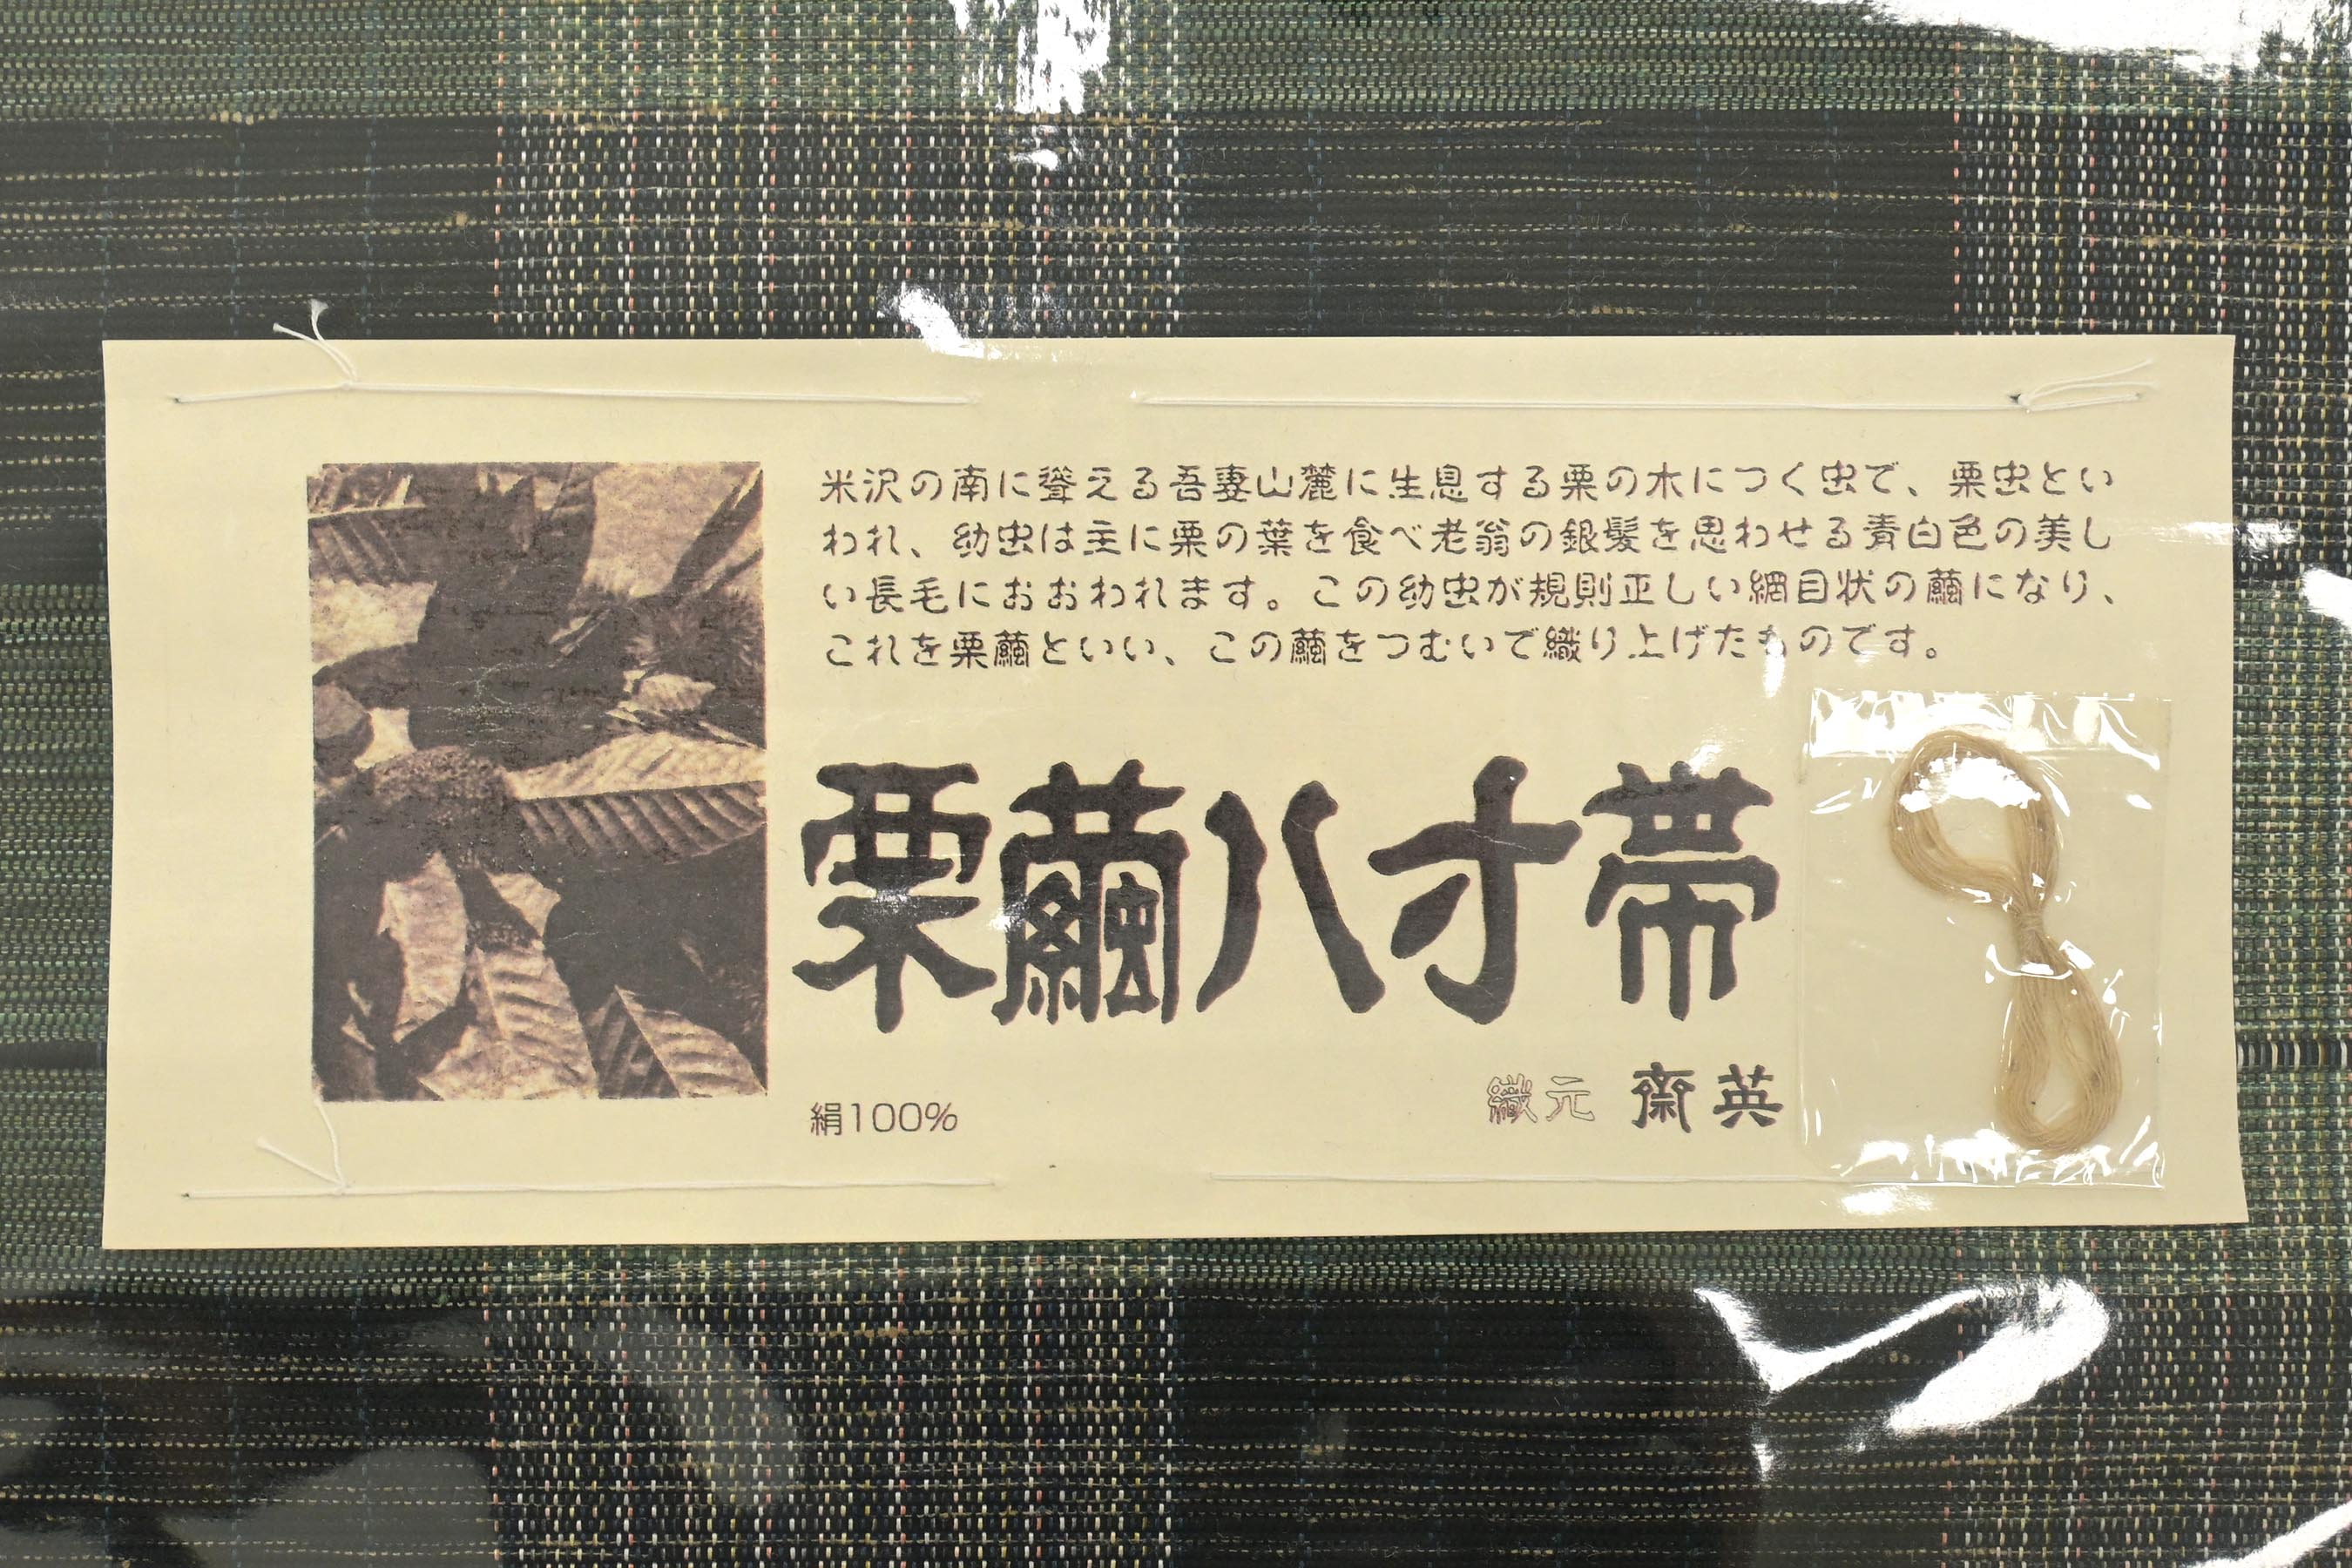 米沢の南に聳える吾妻山麓に生息する栗の木につく虫で、栗虫とい
われ、幼虫は主に栗の葉を食べ老翁の銀髪を思わせる青白色の美し
い長毛におおわれます。この幼虫が規則正しい網目状の繭になり、
これを栗繭といい、この繭をつむいで織り上げたものです。
栗繭八寸帯
絹100%
織元 齋英